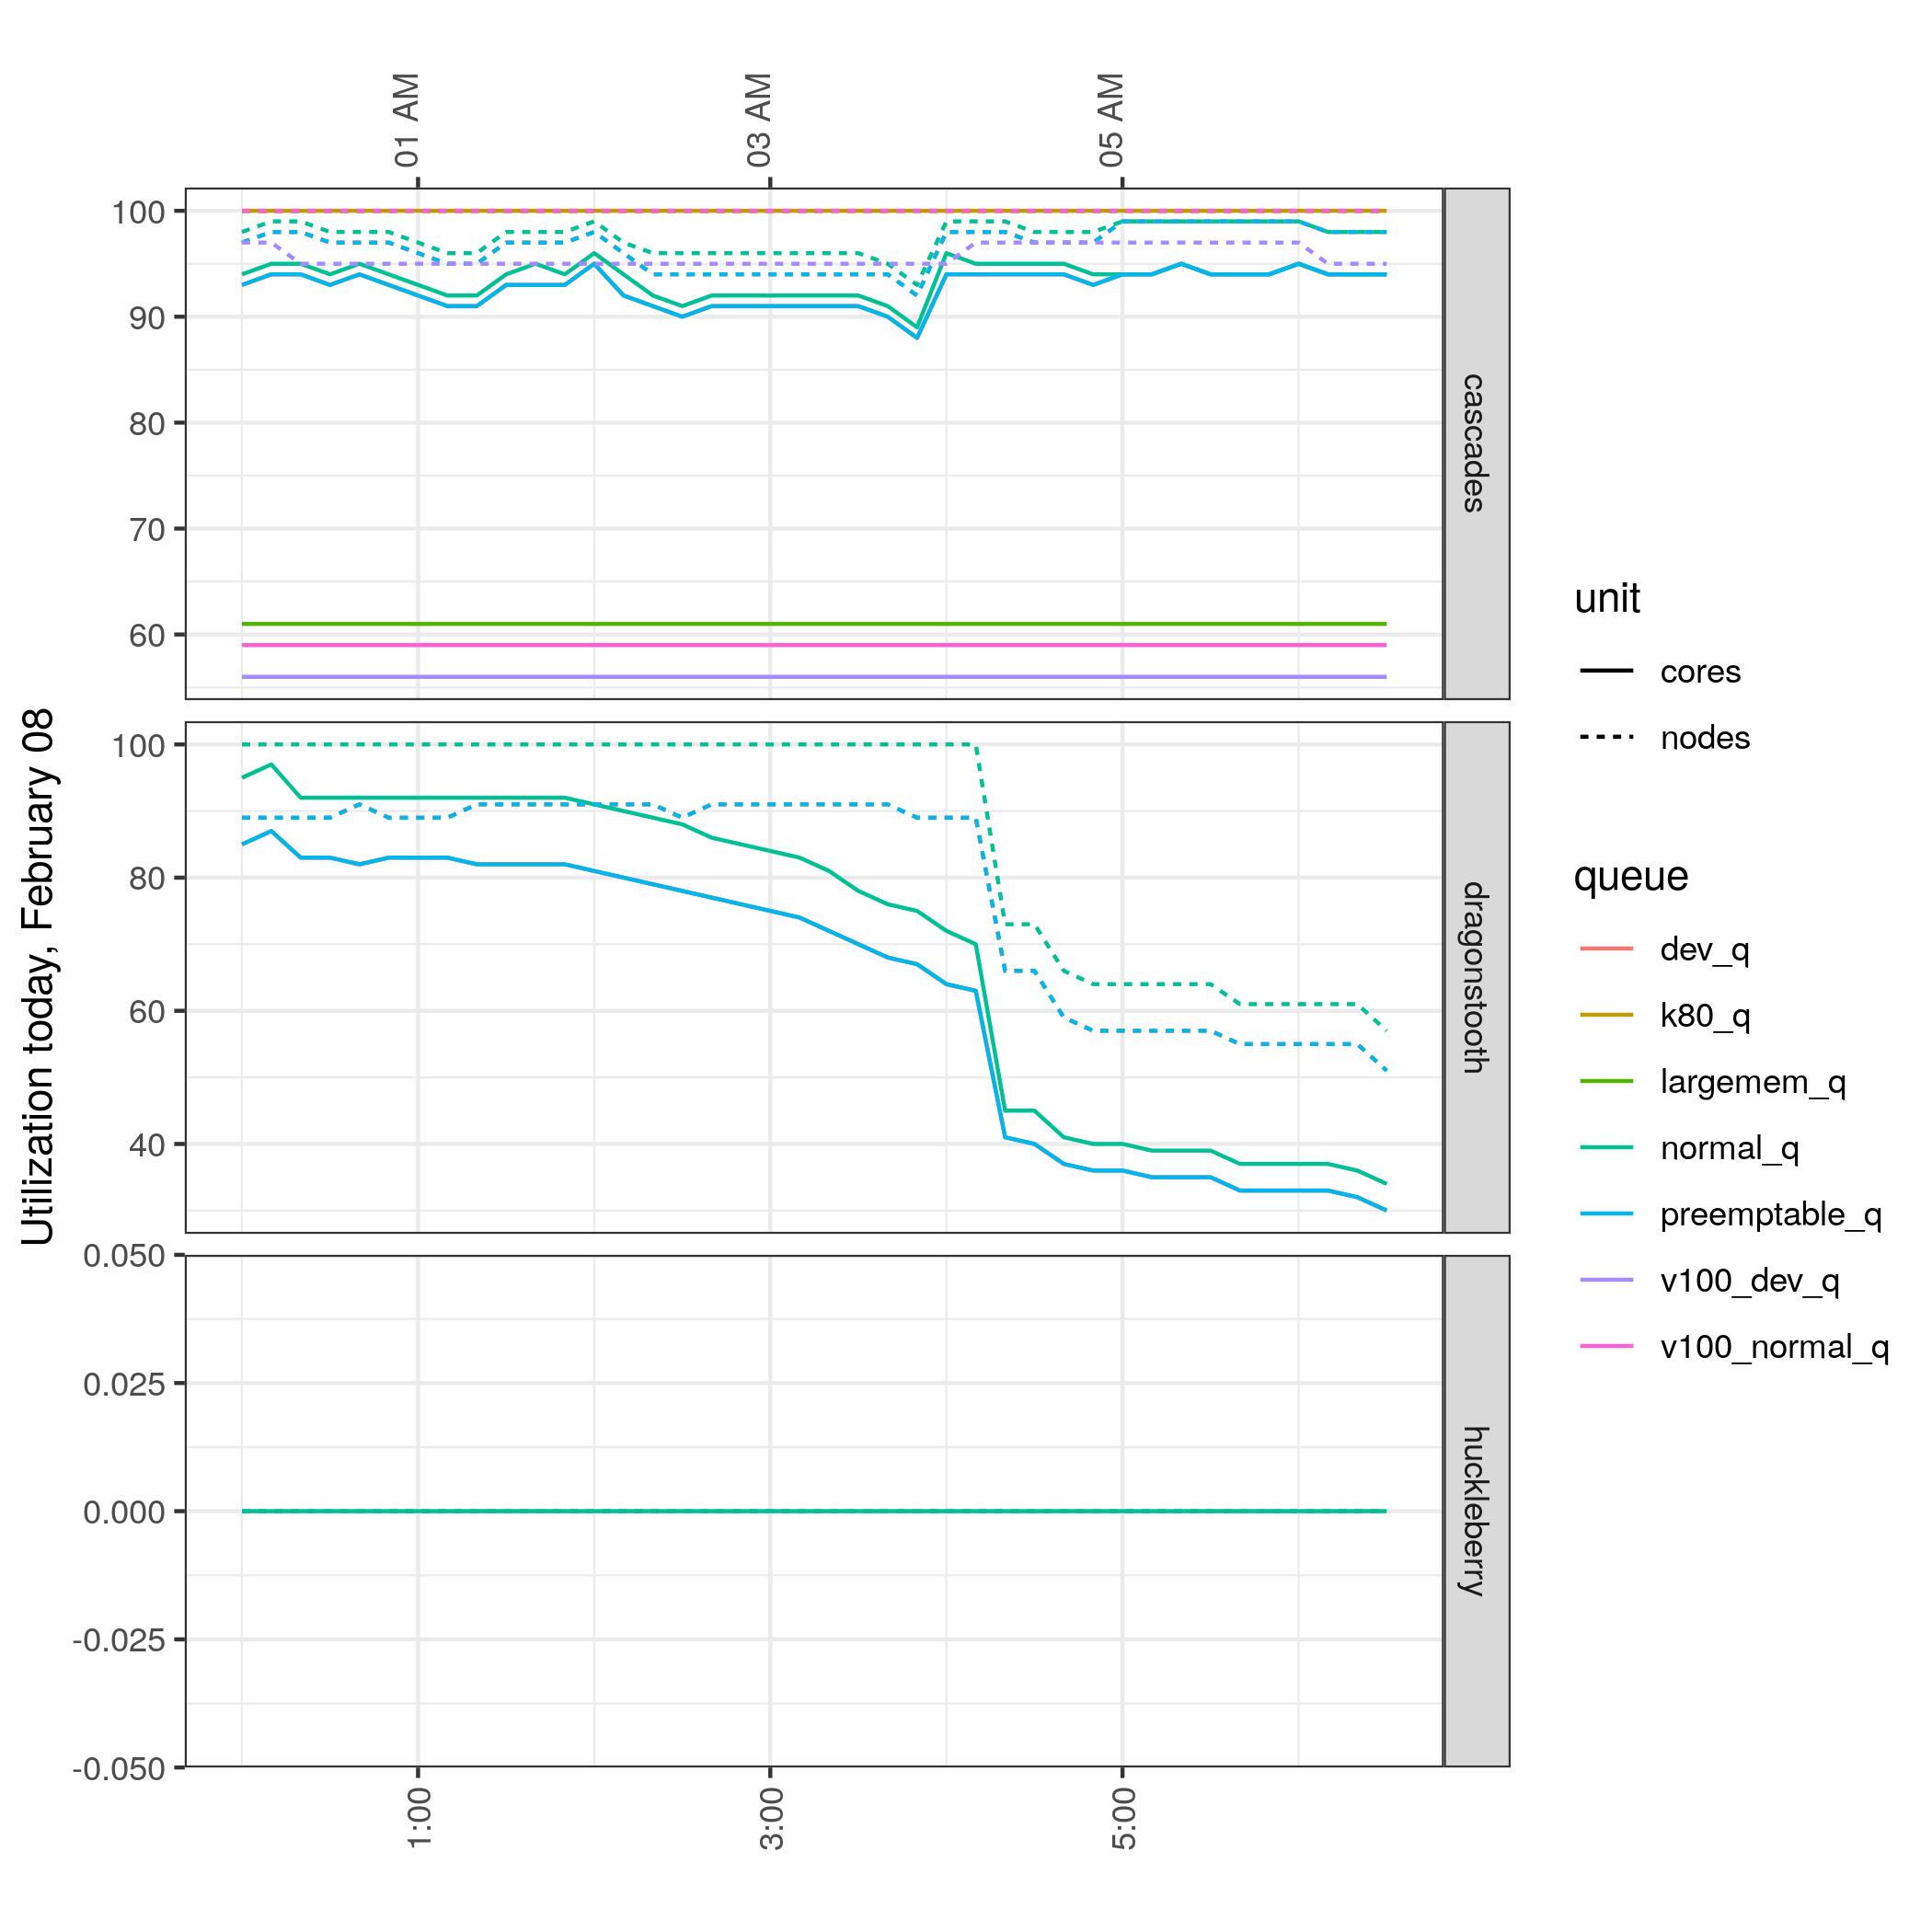 01 AM
03 AM
05 AM
Utilization today, February 08
100
90
80
70
60
cascades
100
80
60
40
dragonstooth
0.050
0.025
0.000
-0.025
-0.050
huckleberry
1:00
3:00
5:00
unit
cores
nodes
queue
dev_q
k80_q
largemem_q
normal_q
preemptable_q
v100_dev_q
v100_normal_q